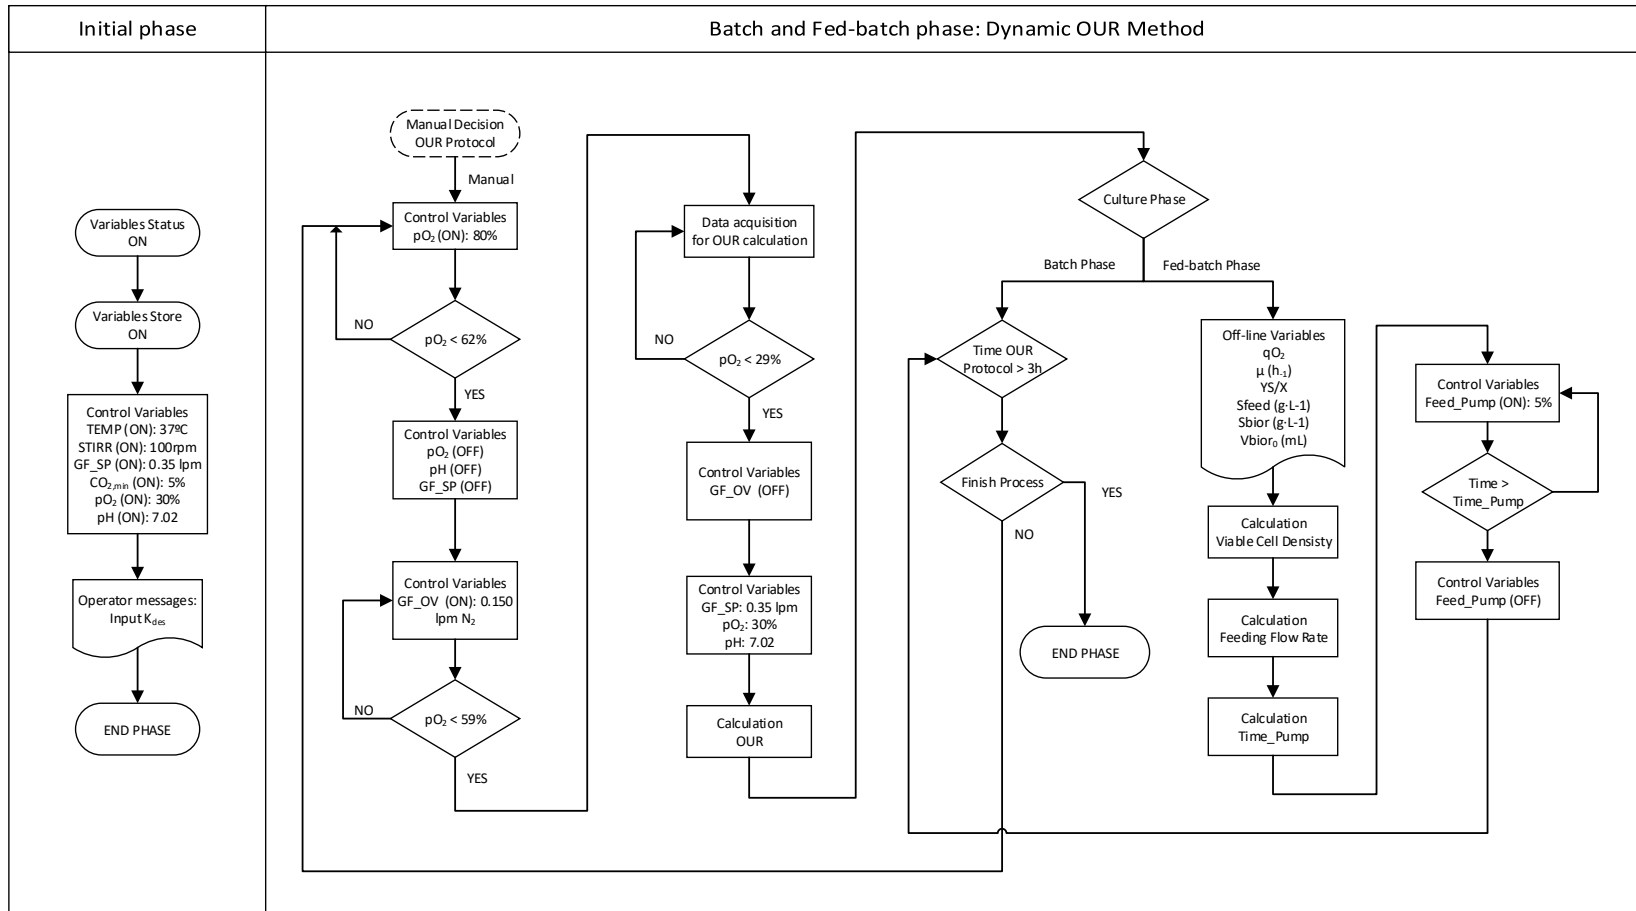 Initial phase
Batch and Fed-batch phase: Dynamic OUR Method
Variables Status
ON
Variables Store
ON
Control Variables
TEMP (ON): 37ºC
STIRR (ON): 100rpm
GF_SP (ON): 0.35 lpm
CO2,min (ON): 5%
pO2 (ON): 30%
pH (ON): 7.02
Operator messages:
Input Kdes
END PHASE
Manual Decision
OUR Protocol
Manual
Control Variables
pO2 (ON): 80%
NO
pO2 < 62%
YES
Control Variables
pO2 (OFF)
pH (OFF)
GF_SP (OFF)
Control Variables
GF_OV (ON): 0.150
lpm N2
NO
pO2 < 59%
YES
Data acquisition
for OUR calculation
NO
pO2 < 29%
YES
Control Variables
GF_OV (OFF)
Control Variables
GF_SP: 0.35 lpm
pO2: 30%
pH: 7.02
Calculation
OUR
Culture Phase
Batch Phase
Fed-batch Phase
Time OUR
Protocol > 3h
Finish Process
YES
NO
END PHASE
Off-line Variables
qO2
μ (h-1)
YS/X
Sfeed (g·L-1)
Sbior (g·L-1)
Vbior0 (mL)
Calculation
Viable Cell Densisty
Calculation
Feeding Flow Rate
Calculation
Time_Pump
Control Variables
Feed_Pump (ON): 5%
Time >
Time_Pump
Control Variables
Feed_Pump (OFF)